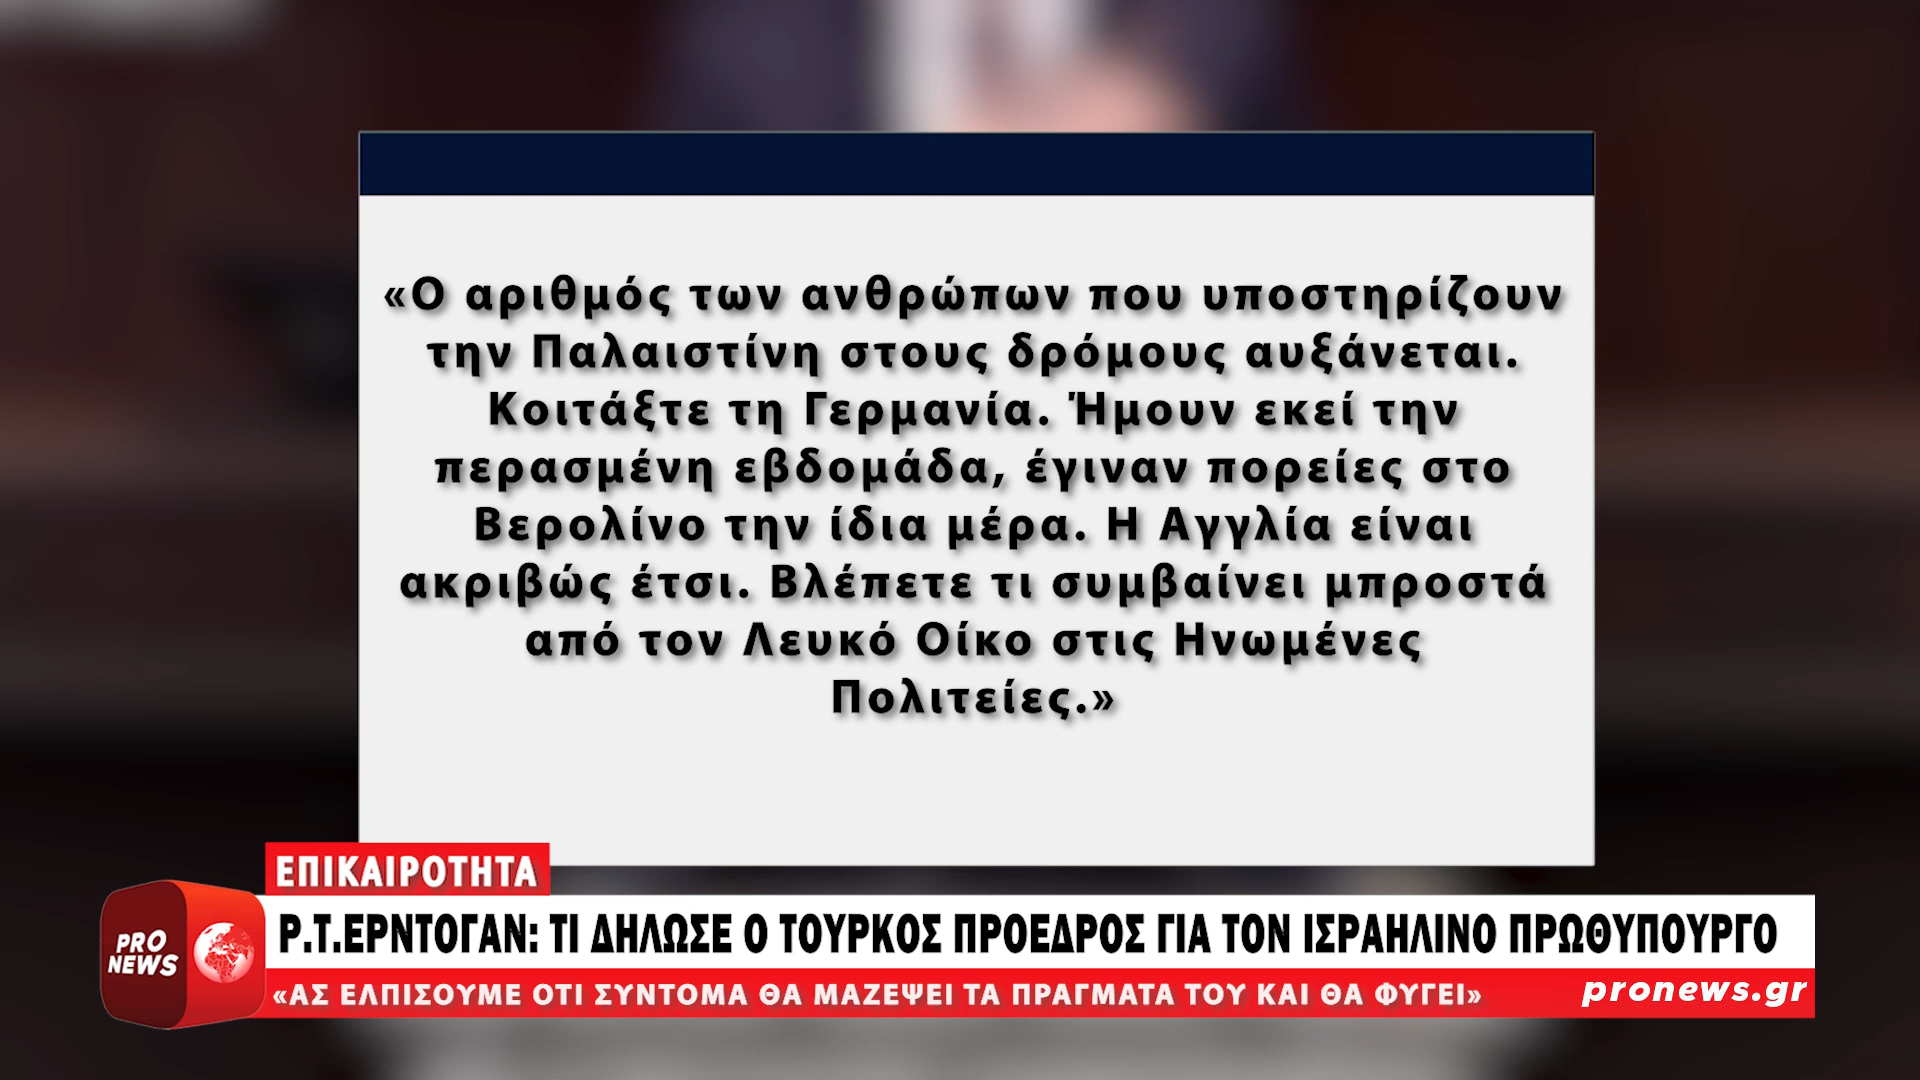 «Ο αριθμός των ανθρώπων που υποστηρίζουν
την Παλαιστίνη στους δρόμους αυξάνεται.
Κοιτάξτε τη Γερμανία. Ήμουν εκεί την
περασμένη εβδομάδα, έγιναν πορείες στο
Βερολίνο την ίδια μέρα. Η Αγγλία είναι
ακριβώς έτσι. Βλέπετε τι συμβαίνει μπροστά
από τον Λευκό Οίκο στις Ηνωμένες
Πολιτείες.»
ΕΠΙΚΑΙΡΟΤΗΤΑ
Ρ.Τ.ΕΡΝΤΟΓΑΝ: ΤΙ ΔΗΛΩΣΕ Ο ΤΟΥΡΚΟΣ ΠΡΟΕΔΡΟΣ ΓΙΑ ΤΟΝ ΙΣΡΑΗΛΙΝΟ ΠΡΩΘΥΠΟΥΡΓΟ
PRO
NEWS
«ΑΣ ΕΛΠΙΣΟΥΜΕ ΟΤΙ ΣΥΝΤΟΜΑ ΘΑ ΜΑΖΕΨΕΙ ΤΑ ΠΡΑΓΜΑΤΑ ΤΟΥ ΚΑΙ ΘΑ ΦΥΓΕΙ»
pronews.gr